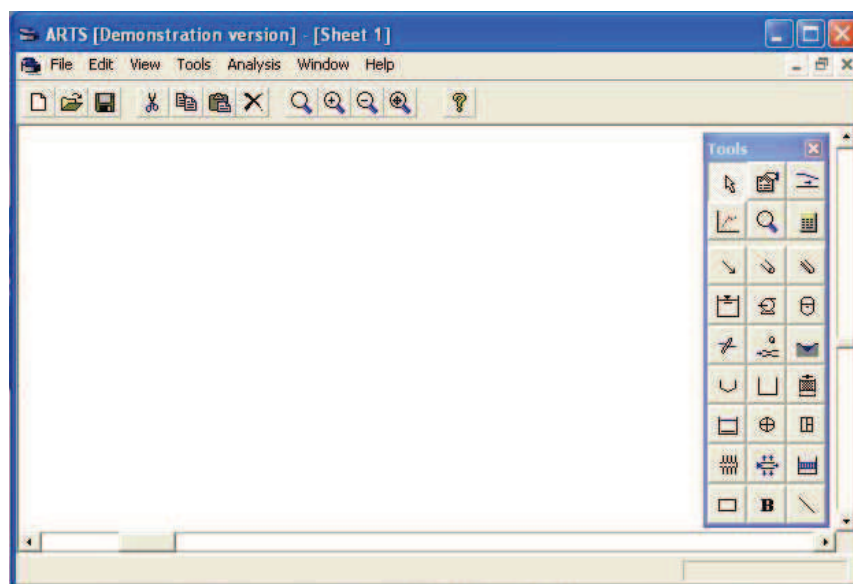 ARTS [Demonstration version] - [Sheet 1]
File Edit View Tools Analysis Window Help
Tools
B